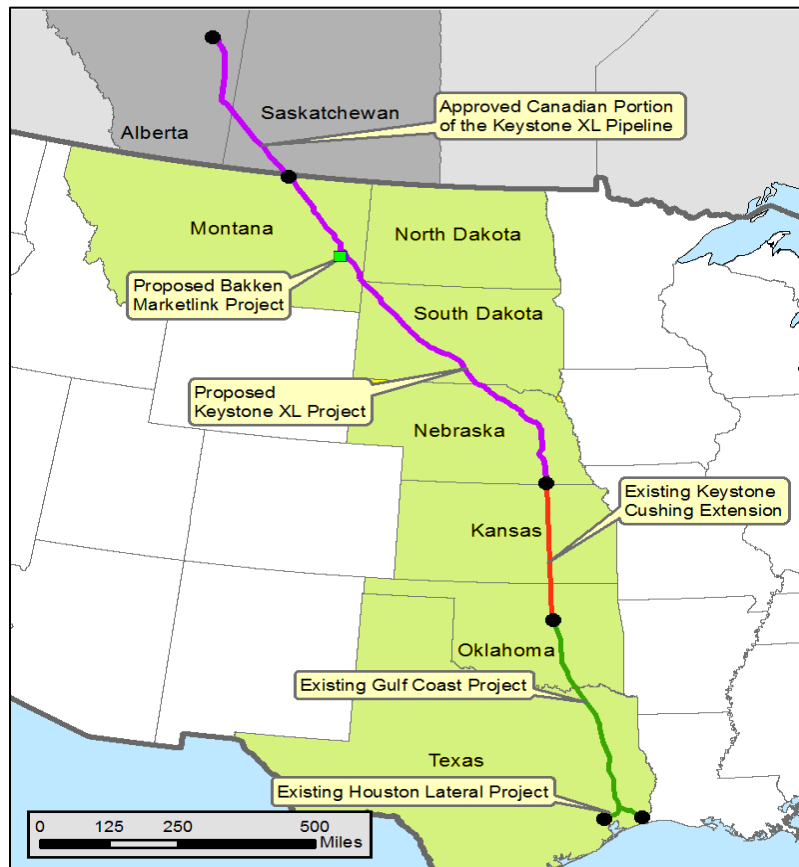 Saskatchewan
Approved Canadian Portion
of the Keystone XL Pipeline
Alberta
Montana
North Dakota
Proposed Bakken
Marketlink Project
South Dakota
Proposed
Keystone XL Project
Nebraska
Existing Keystone
Cushing Extension
Kansas
Oklahoma
Existing Gulf Coast Project
Texas
Existing Houston Lateral Project
0 125 250 500
Miles